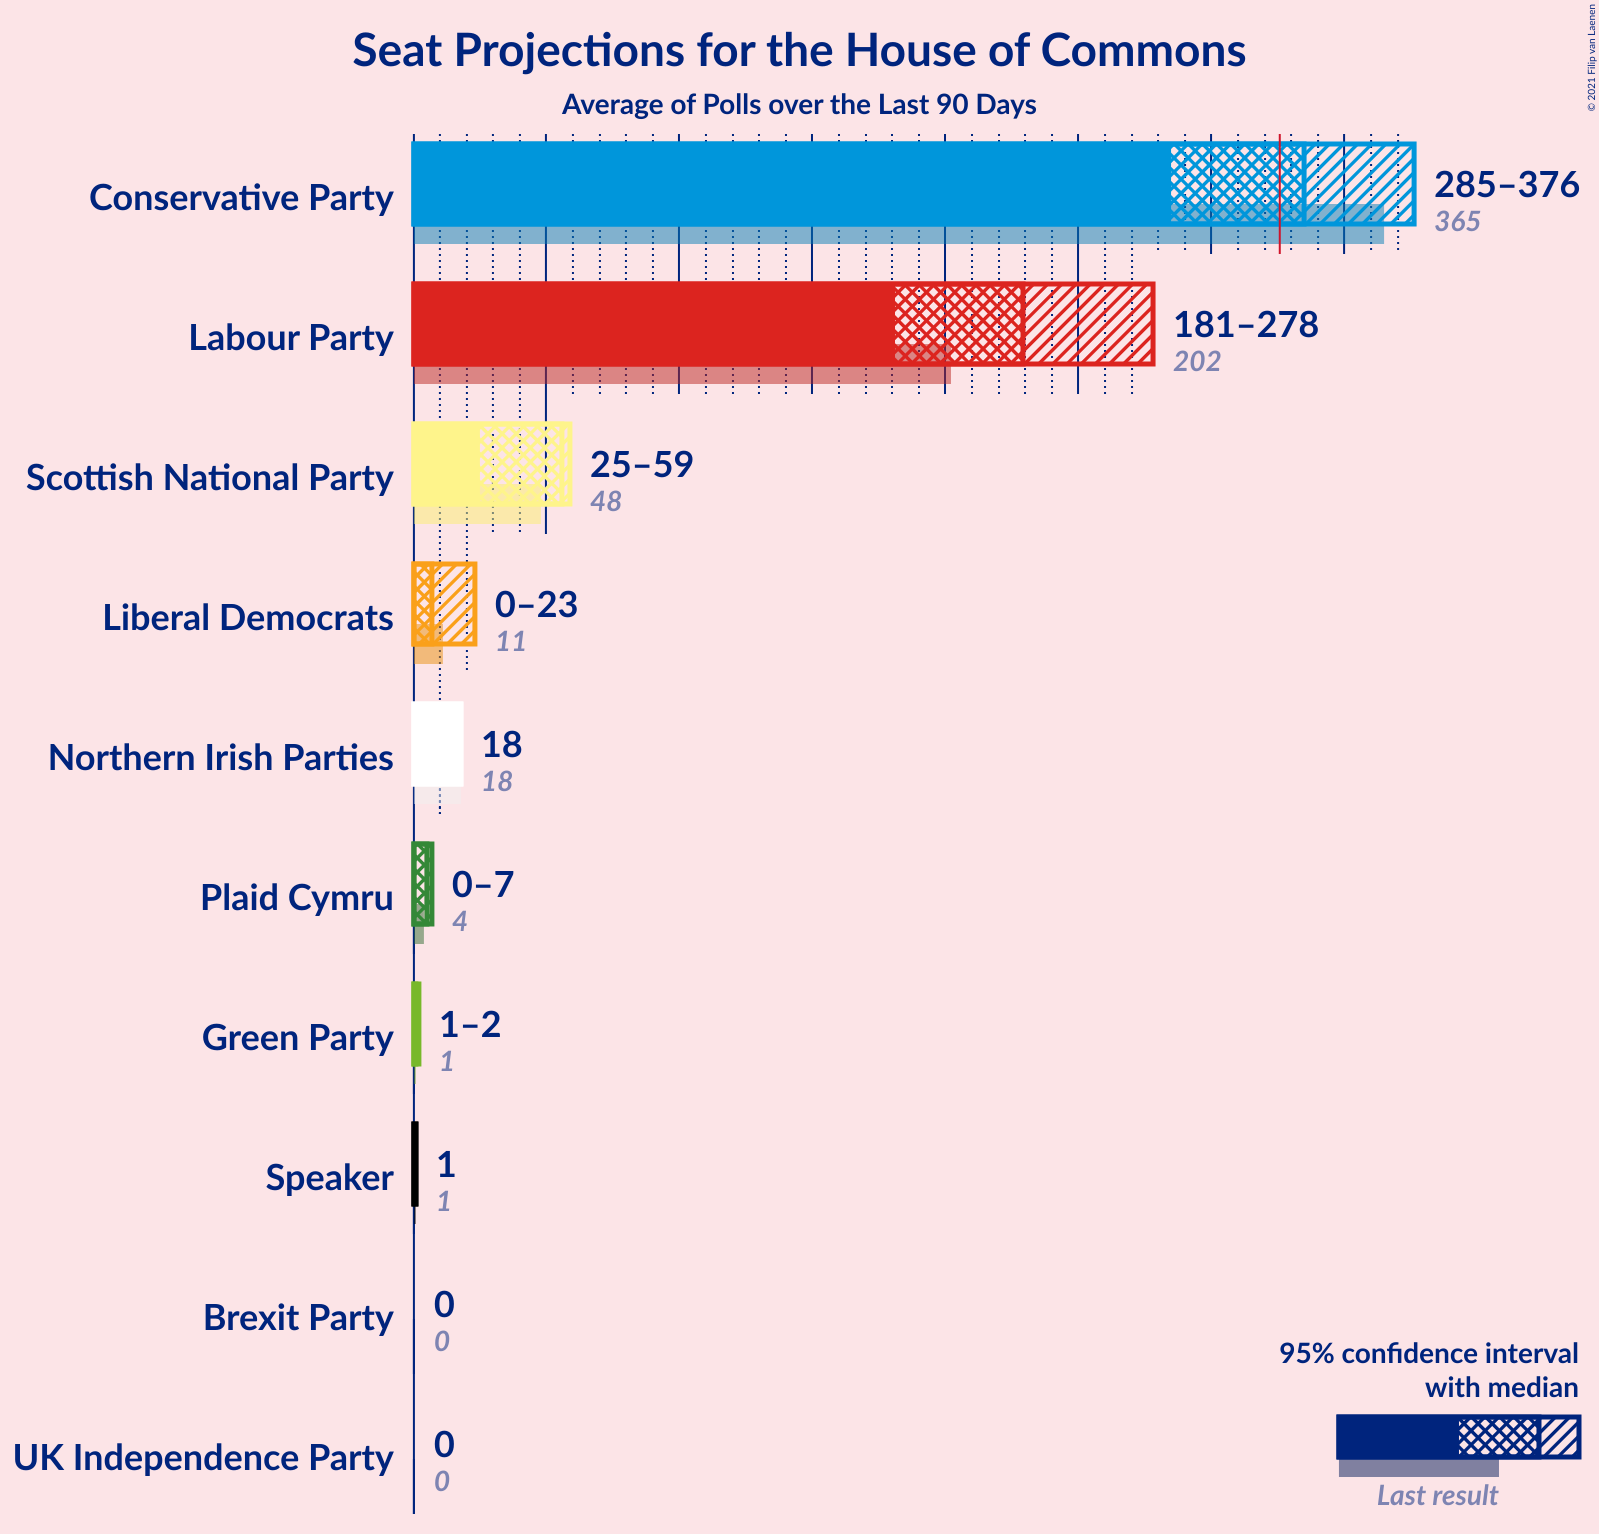 Seat Projections for the House of Commons
Average of Polls over the Last 90 Days
© 2021 Filip van Laenen
Conservative Party
285–376
365
Labour Party
181–278
202
Scottish National Party
25–59
48
Liberal Democrats
0–23
11
Northern Irish Parties
18
18
Plaid Cymru
0–7
4
Green Party
1–2
1
Speaker
1
1
Brexit Party
0
0
UK Independence Party
0
0
95% confidence interval
with median
Last result